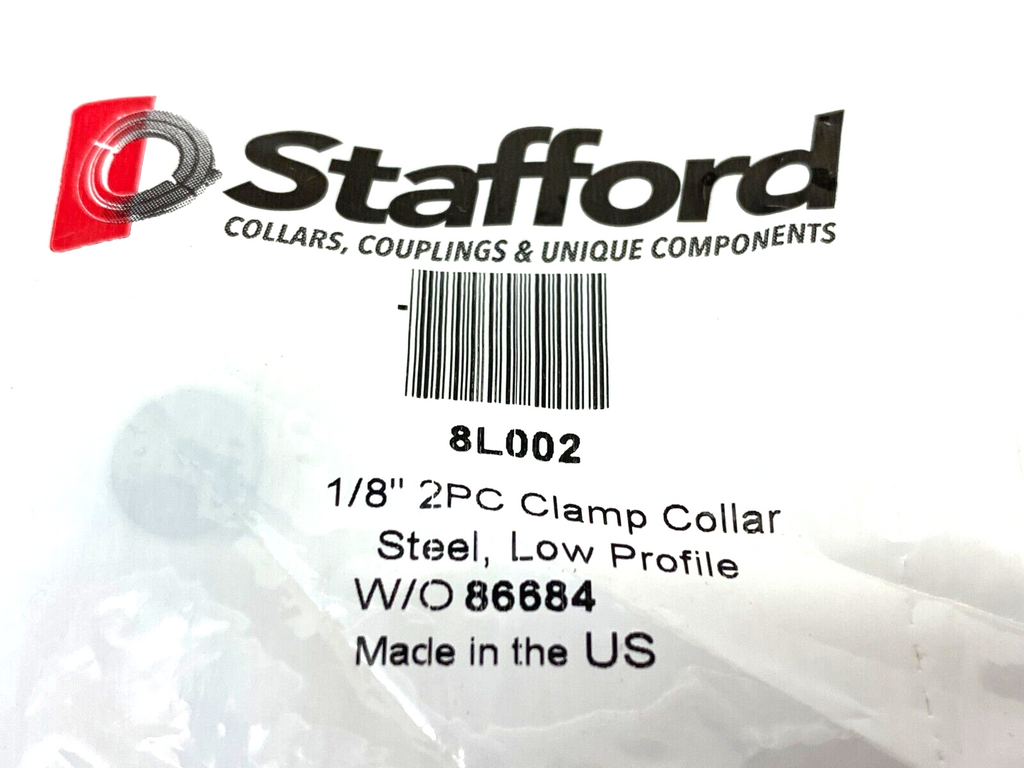 Stafford
COLLARS, COUPLINGS & UNIQUE COMPONENTS
8L002
1/8" 2PC Clamp Collar
Steel, Low Profile
W/O 86684
Made in the US